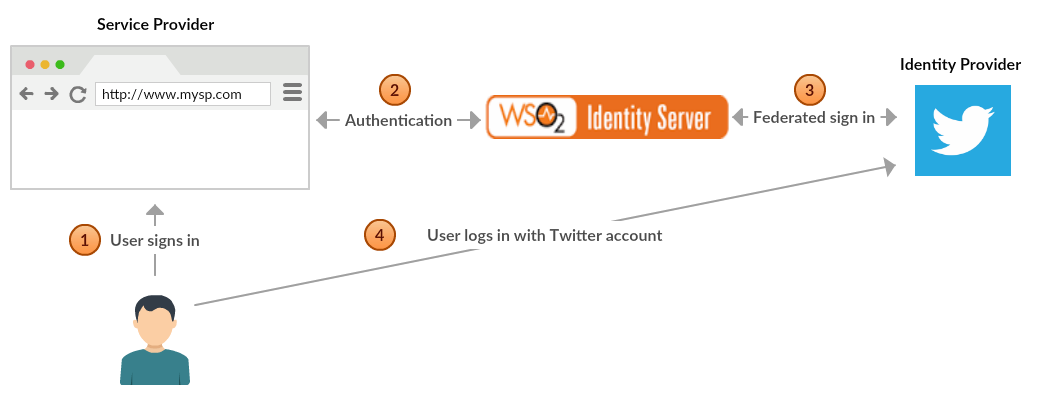 Service Provider
http://www.mysp.com
Identity Provider
2
3
Authentication
WSO2 Identity Server
Federated sign in
1
User signs in
4
User logs in with Twitter account